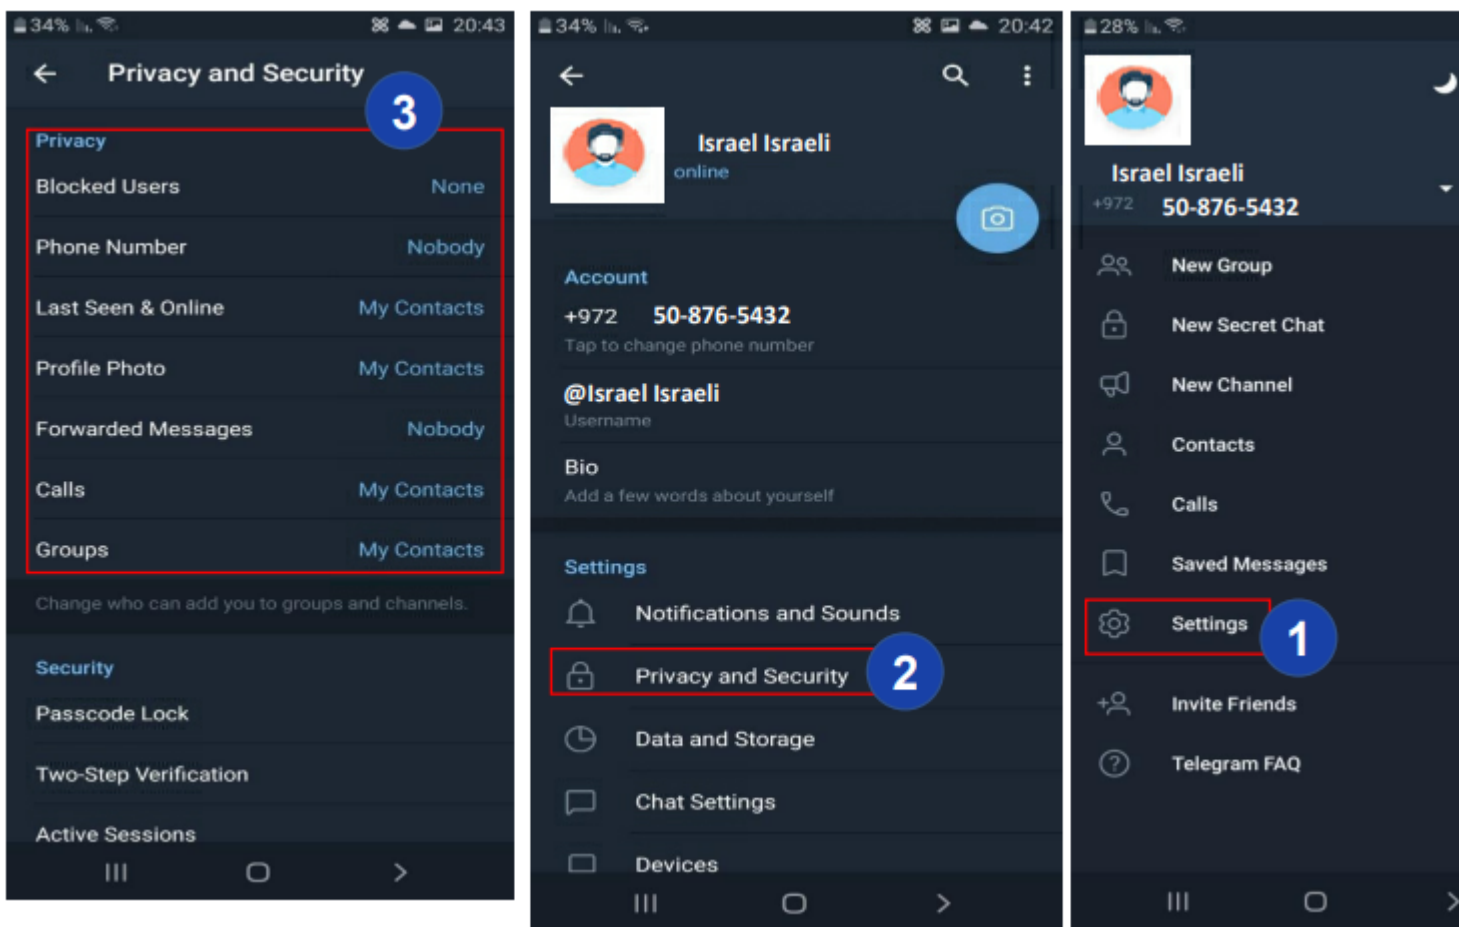 34% 20:43
Privacy and Security
3
Privacy
Blocked Users None
Phone Number Nobody
Last Seen & Online My Contacts
Profile Photo My Contacts
Forwarded Messages Nobody
Calls My Contacts
Groups My Contacts
Change who can add you to groups and channels.
Security
Passcode Lock
Two-Step Verification
Active Sessions
34% 20:42
Israel Israeli
online
Account
+972 50-876-5432
Tap to change phone number
@Israel Israeli
Username
Bio
Add a few words about yourself
Settings
Notifications and Sounds
Privacy and Security 2
Data and Storage
Chat Settings
Devices
28%
Israel Israeli
+972 50-876-5432
New Group
New Secret Chat
New Channel
Contacts
Calls
Saved Messages
Settings 1
Invite Friends
Telegram FAQ